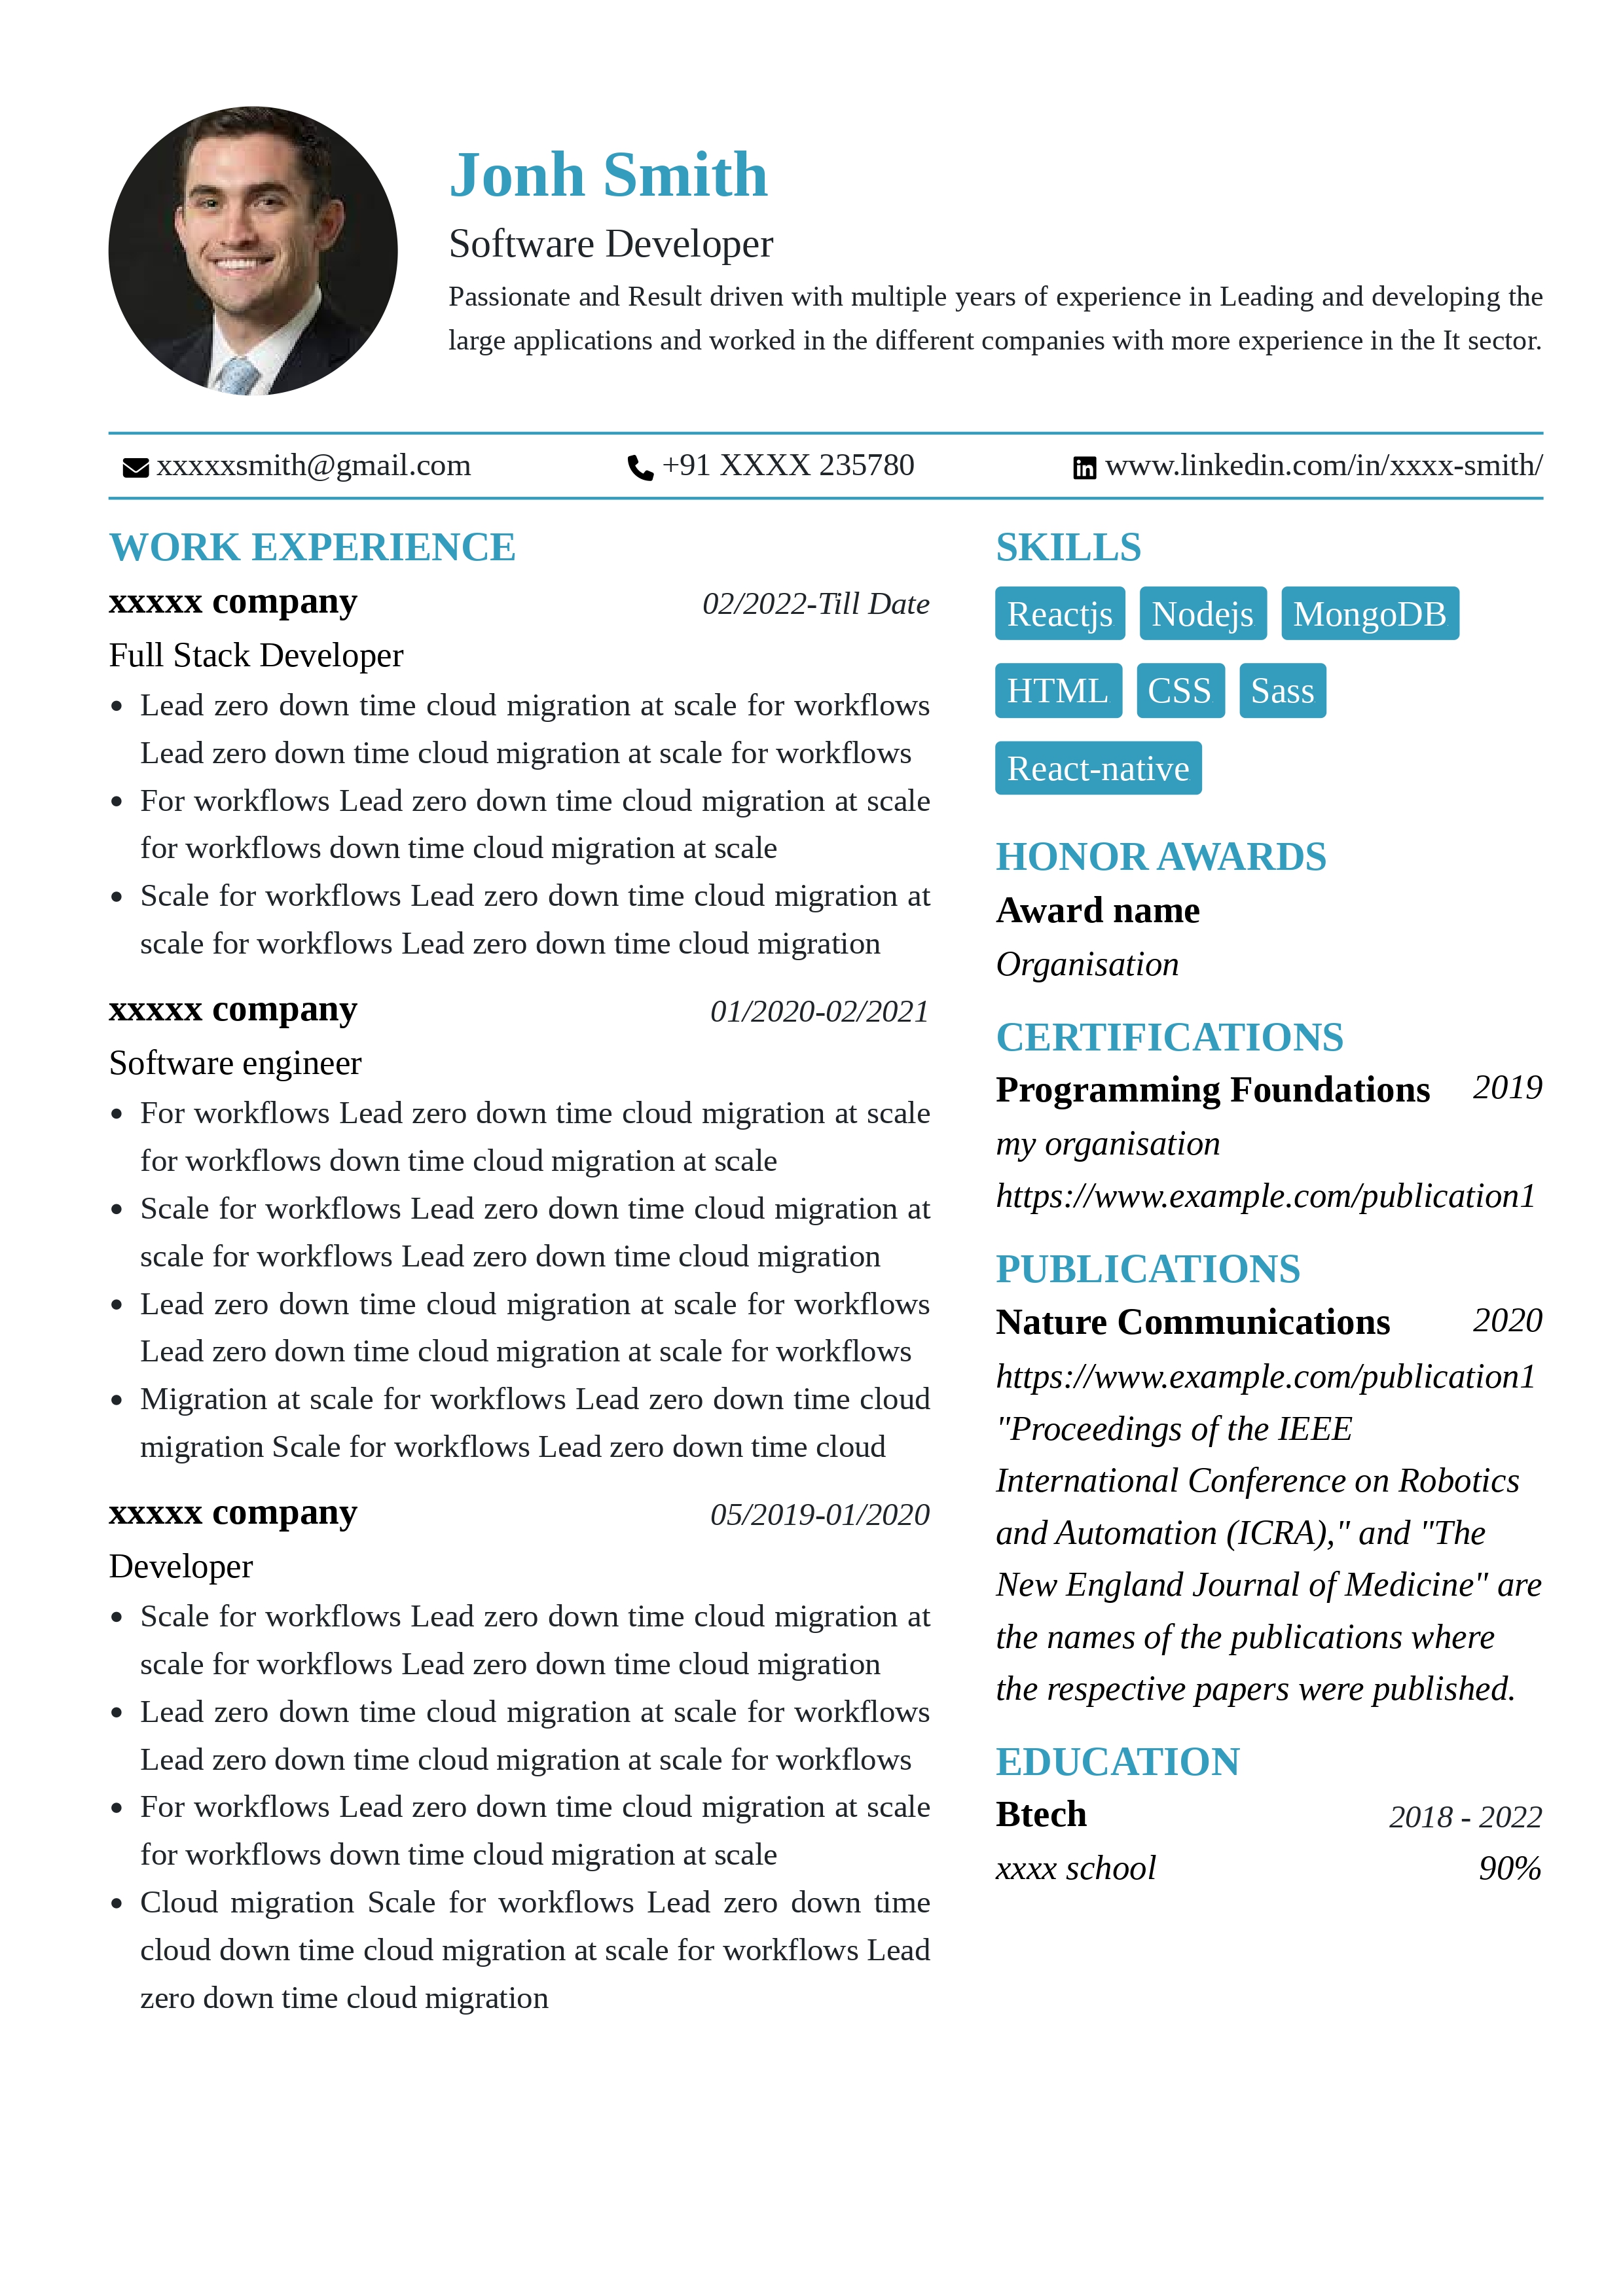 Jonh Smith
Software Developer
Passionate and Result driven with multiple years of experience in Leading and developing the
large applications and worked in the different companies with more experience in the It sector.
xxxxxsmith@gmail.com
+91 XXXX 235780
www.linkedin.com/in/xxxx-smith/
WORK EXPERIENCE
xxxxx company 02/2022-Till Date
Full Stack Developer
• Lead zero down time cloud migration at scale for workflows
Lead zero down time cloud migration at scale for workflows
• For workflows Lead zero down time cloud migration at scale
for workflows down time cloud migration at scale
• Scale for workflows Lead zero down time cloud migration at
scale for workflows Lead zero down time cloud migration
xxxxx company 01/2020-02/2021
Software engineer
• For workflows Lead zero down time cloud migration at scale
for workflows down time cloud migration at scale
• Scale for workflows Lead zero down time cloud migration at
scale for workflows Lead zero down time cloud migration
• Lead zero down time cloud migration at scale for workflows
Lead zero down time cloud migration at scale for workflows
• Migration at scale for workflows Lead zero down time cloud
migration Scale for workflows Lead zero down time cloud
xxxxx company 05/2019-01/2020
Developer
• Scale for workflows Lead zero down time cloud migration at
scale for workflows Lead zero down time cloud migration
• Lead zero down time cloud migration at scale for workflows
Lead zero down time cloud migration at scale for workflows
• For workflows Lead zero down time cloud migration at scale
for workflows down time cloud migration at scale
• Cloud migration Scale for workflows Lead zero down time
cloud down time cloud migration at scale for workflows Lead
zero down time cloud migration
SKILLS
Reactjs Nodejs MongoDB
HTML CSS Sass
React-native
HONOR AWARDS
Award name
Organisation
CERTIFICATIONS
Programming Foundations 2019
my organisation
https://www.example.com/publication1
PUBLICATIONS
Nature Communications 2020
https://www.example.com/publication1
"Proceedings of the IEEE
International Conference on Robotics
and Automation (ICRA)," and "The
New England Journal of Medicine" are
the names of the publications where
the respective papers were published.
EDUCATION
Btech 2018 - 2022
xxxx school 90%